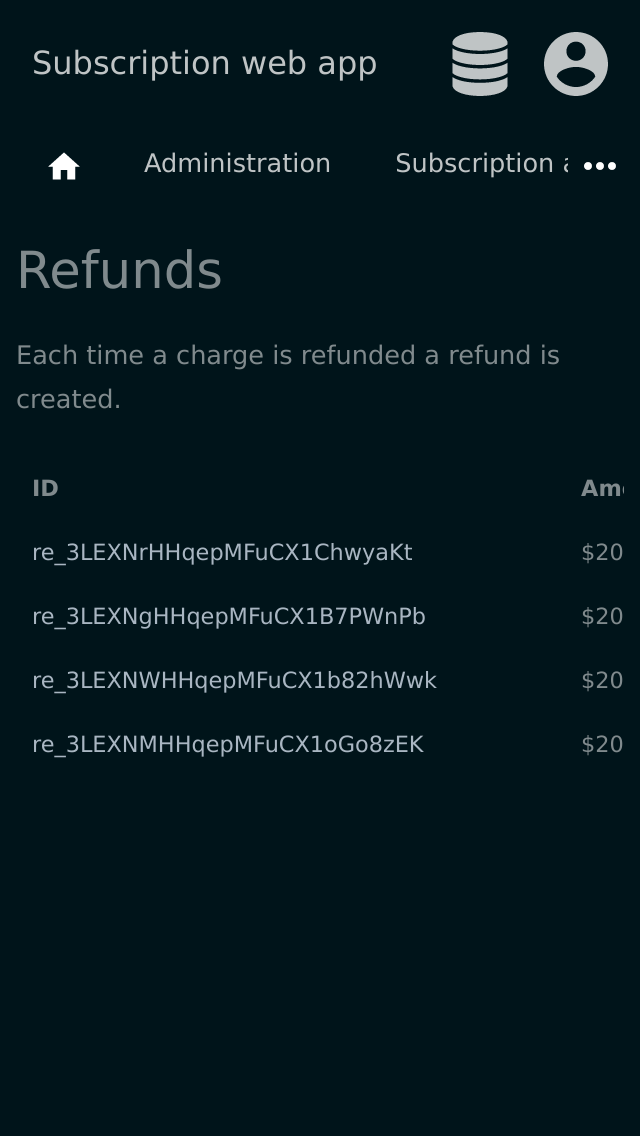 Subscription web app
Administration Subscription
Refunds
Each time a charge is refunded a refund is
created.
ID
re_3LEXNrHHqepMFuCX1ChwyaKt $20
re_3LEXNgHHqepMFuCX1B7PWnPb $20
re_3LEXNWHHqepMFuCX1b82hWwk $20
re_3LEXNMHHqepMFuCX1oGo8zEK $20